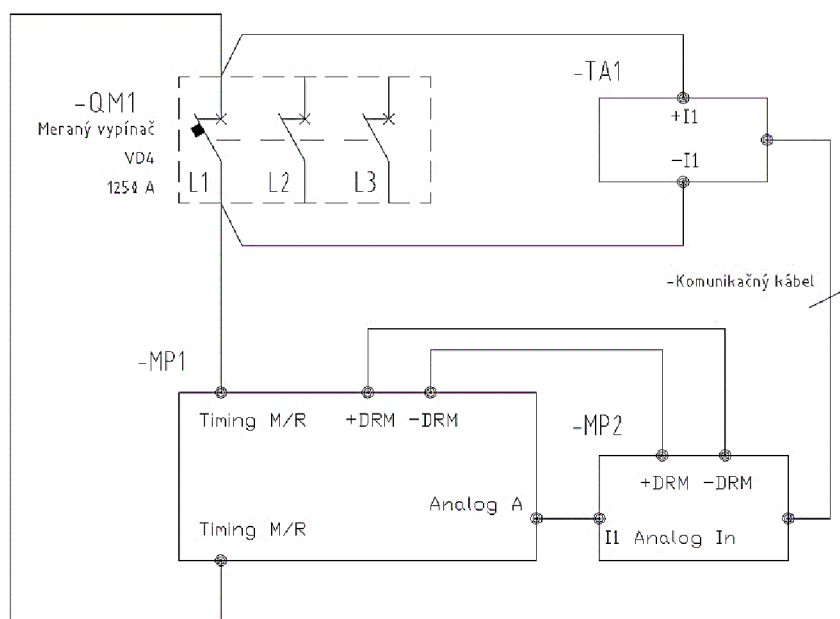 -QM1
Meraný vypínač
VD4
A
L1
L2
L3
-TA1
+I1
-I1
-Komunikačný kábel
-MP1
Timing M/R
+DRM -DRM
Analog A
Timing M/R
-MP2
+DRM -DRM
I1 Analog In